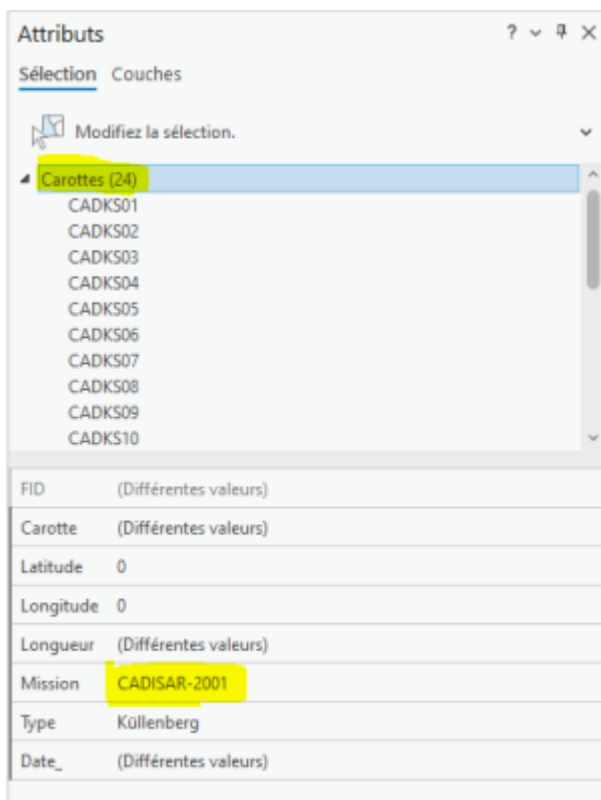 Attributs
?
Sélection Couches
Modifiez la sélection.
Carottes (24)
CADKS01
CADKS02
CADKS03
CADKS04
CADKS05
CADKS06
CADKS07
CADKS08
CADKS09
CADKS10
FID (Différentes valeurs)
Carotte (Différentes valeurs)
Latitude 0
Longitude 0
Longueur (Différentes valeurs)
Mission CADISAR-2001
Type Küllenberg
Date_ (Différentes valeurs)